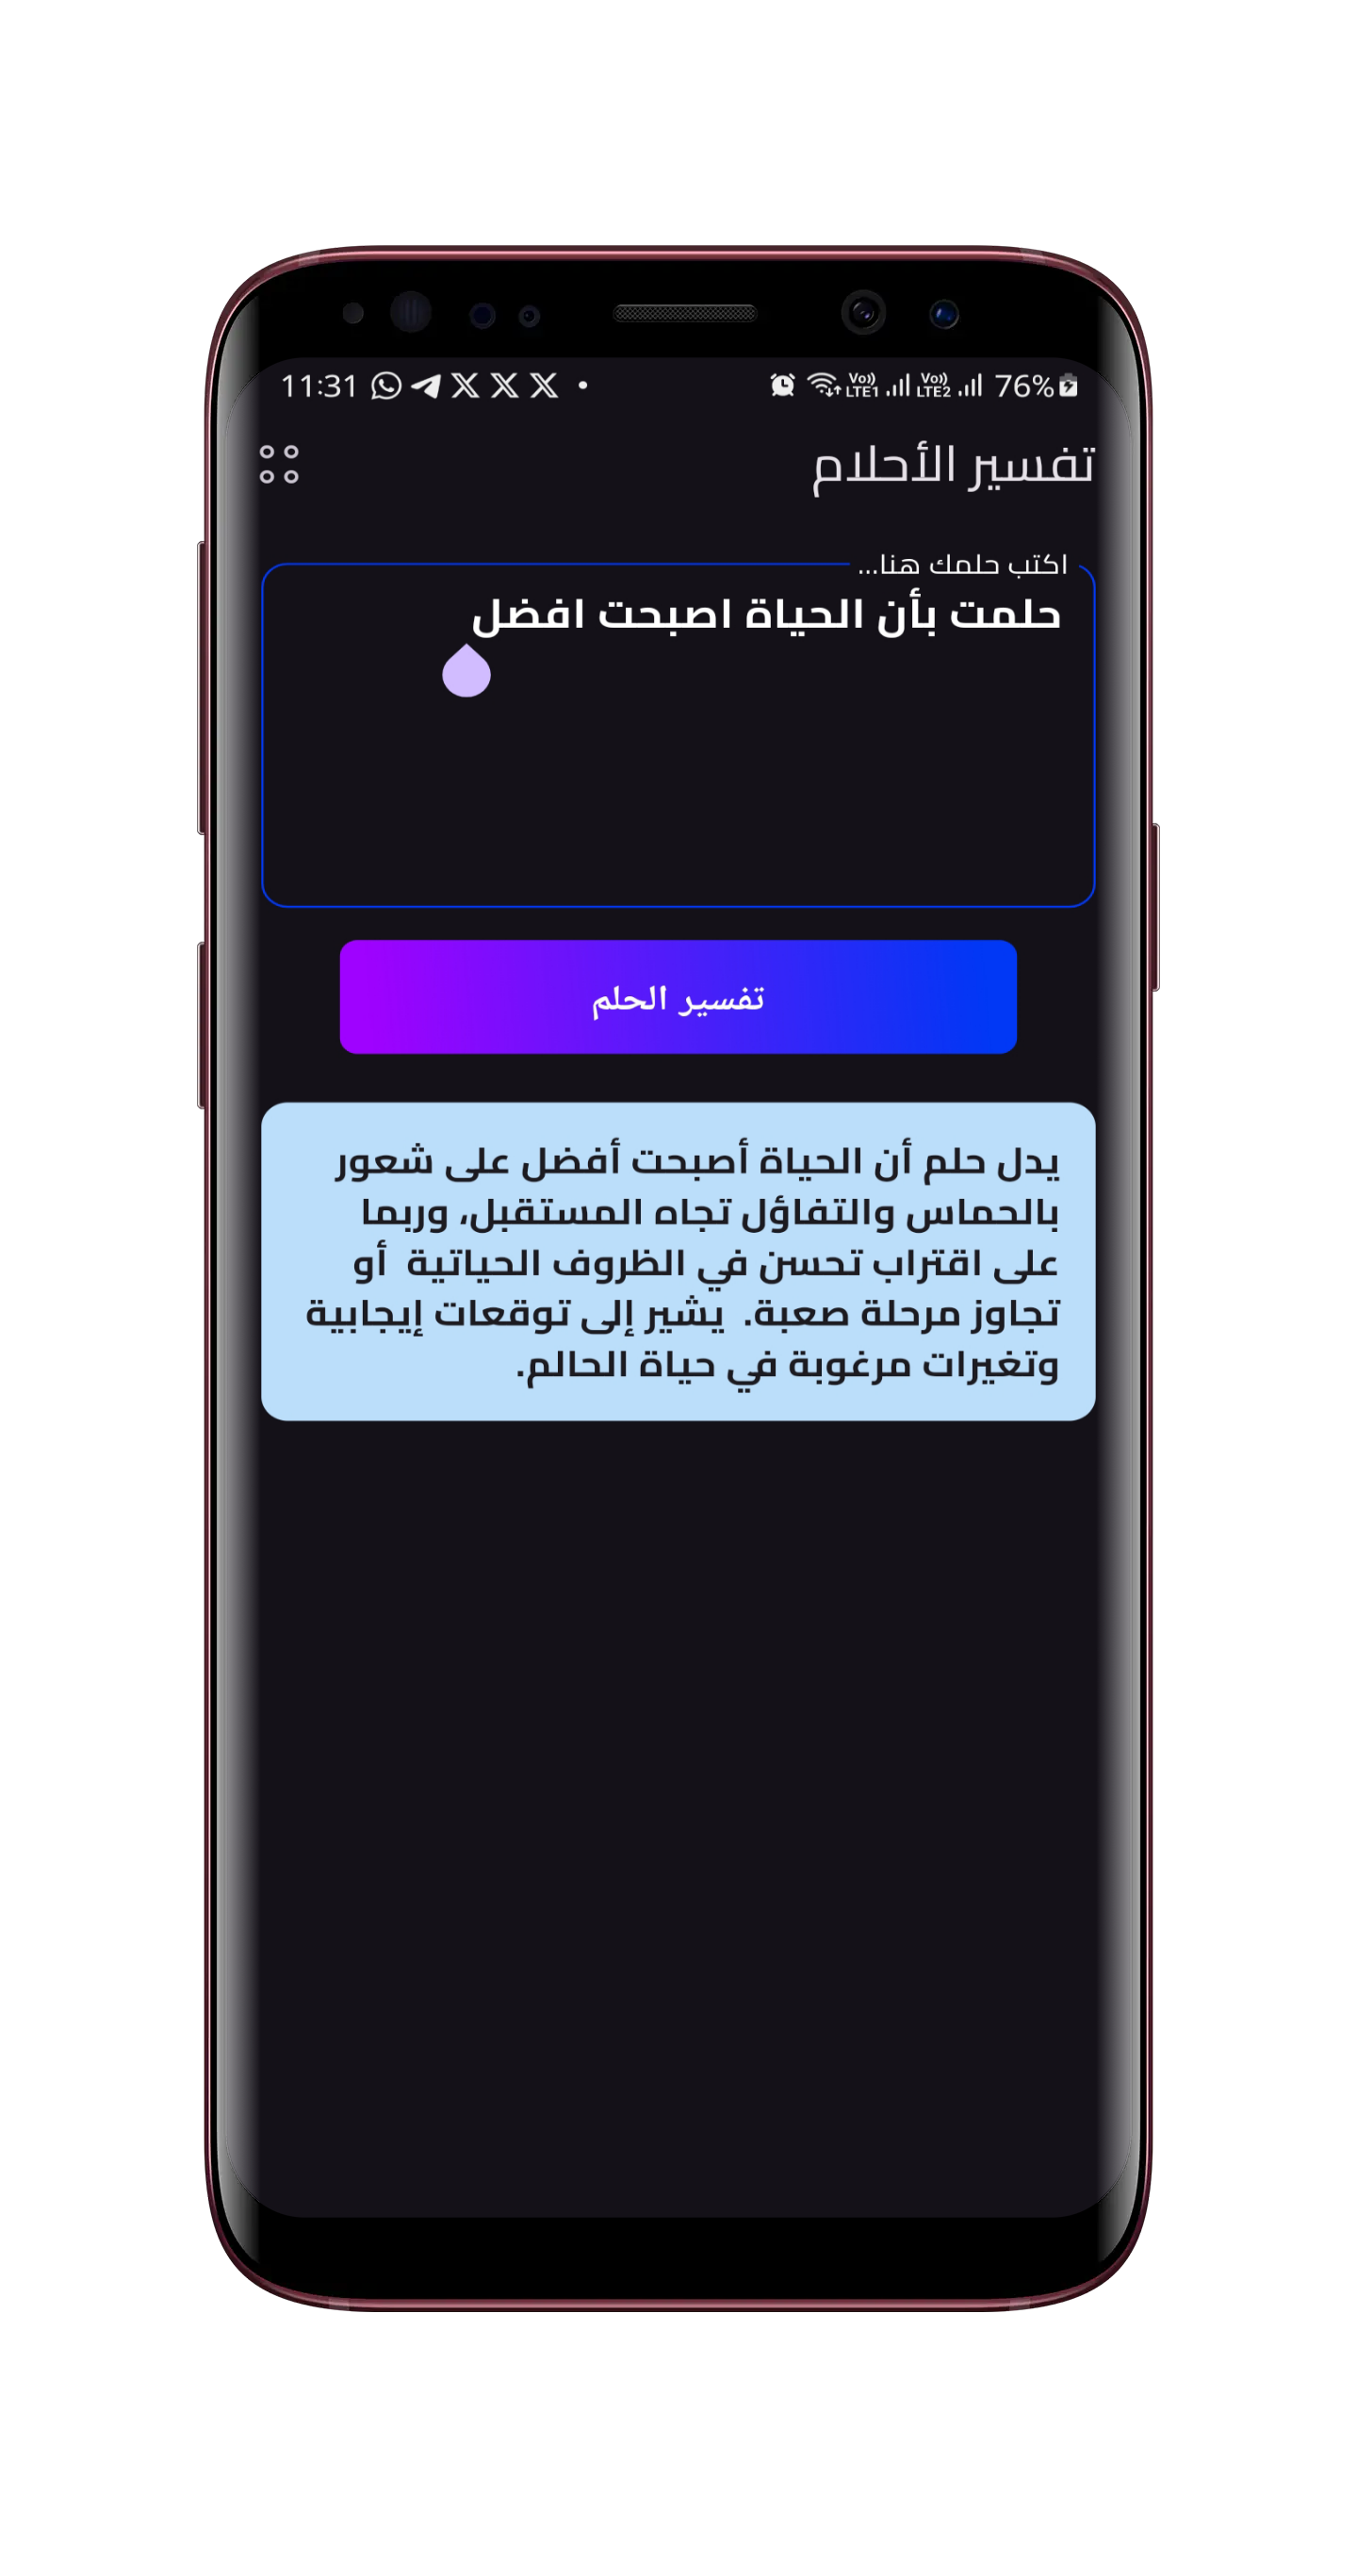 11:31
Vo)) LTE1 Vo)) LTE2 76%
تفسير الأحلام
اكتب حلمك هنا...
حلمت بأن الحياة اصبحت افضل
تفسير الحلم
يدل حلم أن الحياة أصبحت أفضل على شعور
بالحماس والتفاؤل تجاه المستقبل، وربما
على اقتراب تحسن في الظروف الحياتية أو
تجاوز مرحلة صعبة. يشير إلى توقعات إيجابية
وتغيرات مرغوبة في حياة الحالم.